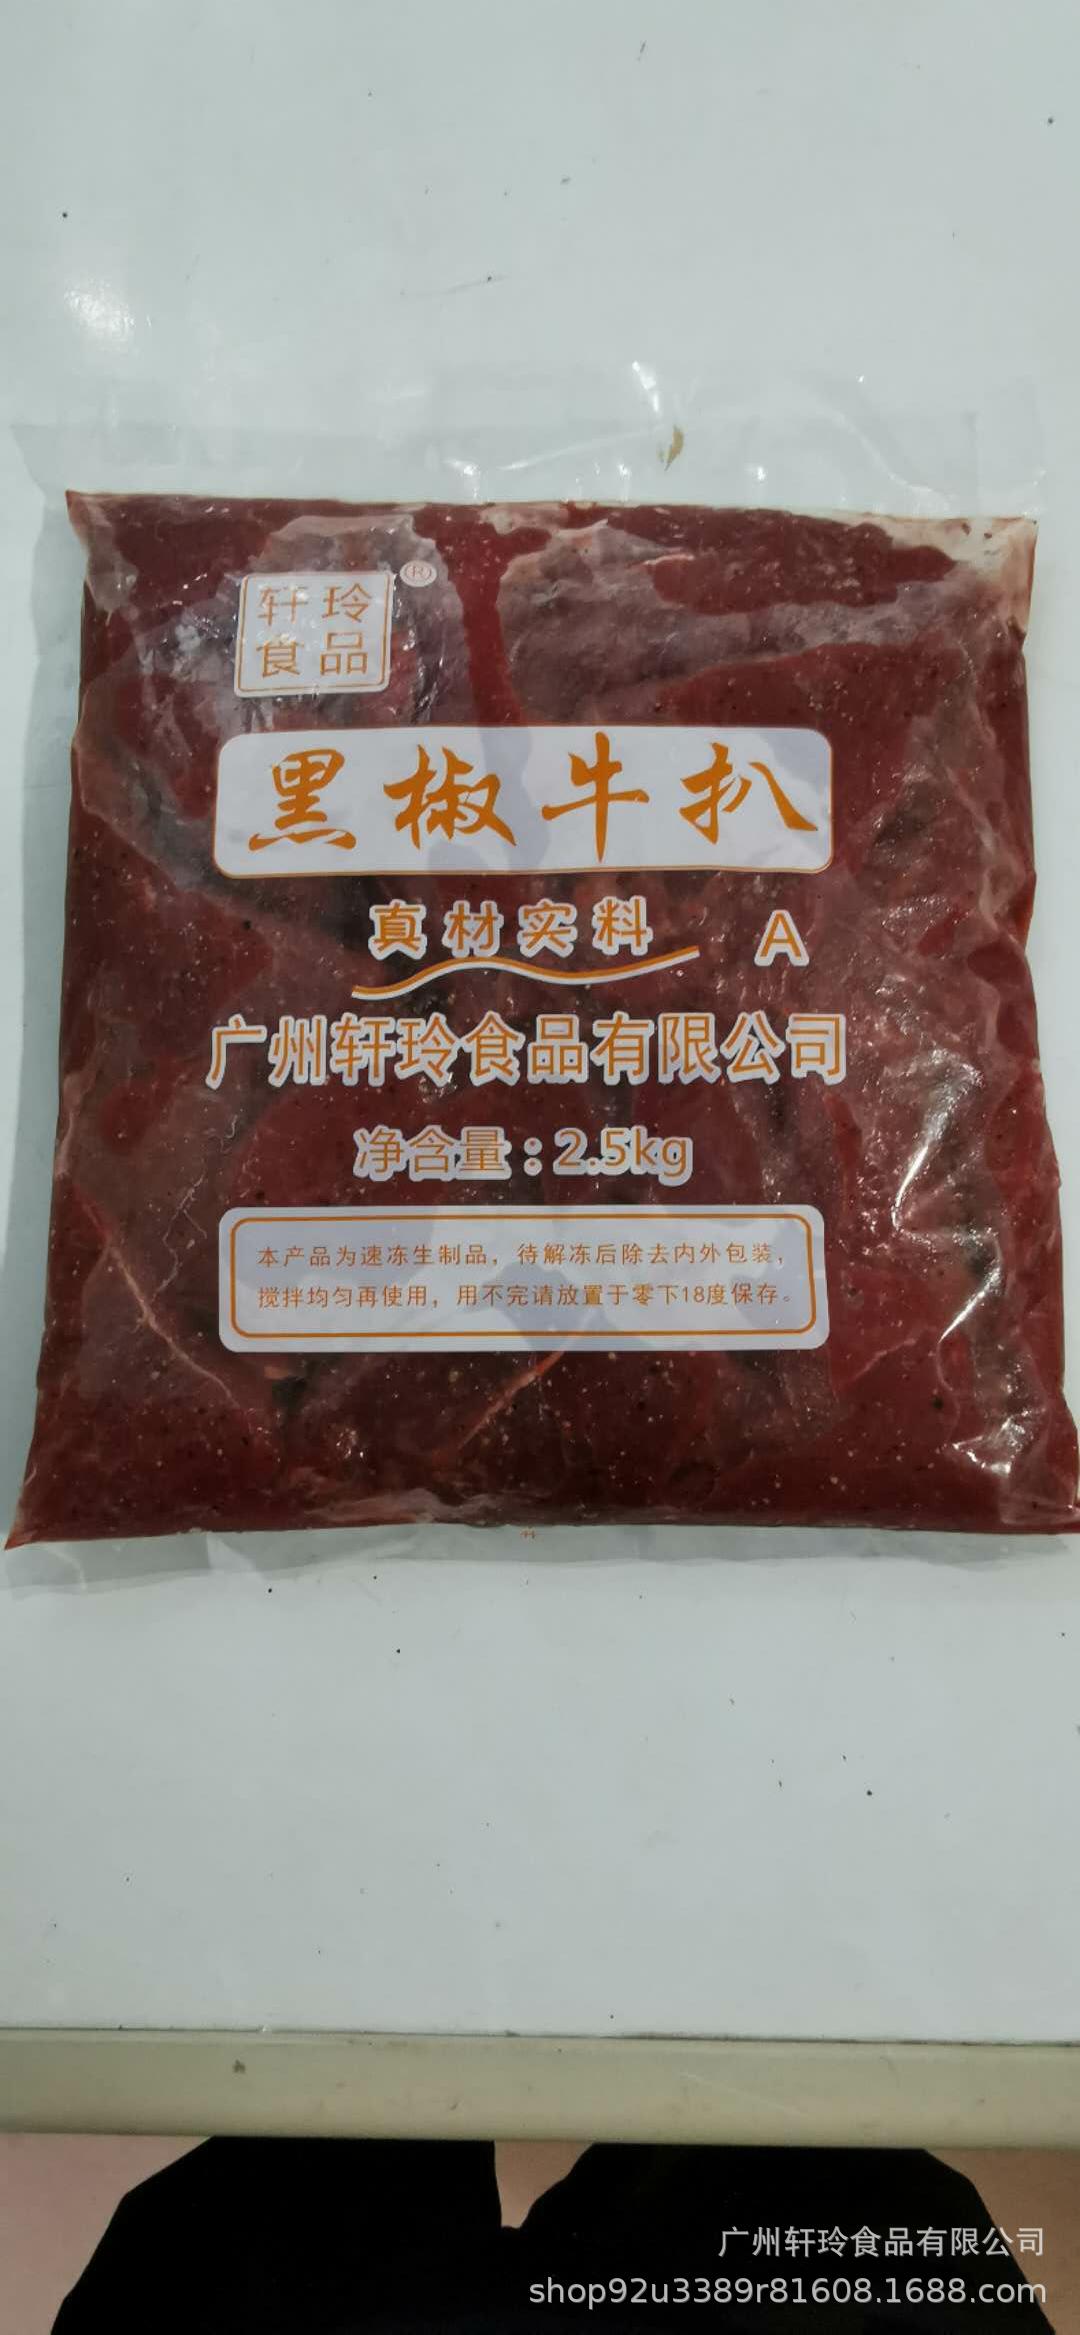 轩玲®
食品
黑椒牛扒
真材实料 A
广州轩玲食品有限公司
净含量：2.5kg
本产品为速冻生制品，待解冻后除去内外包装，
搅拌均匀再使用，用不完请放置于零下18度保存。
广州轩玲食品有限公司
shop92u3389r81608.1688.com